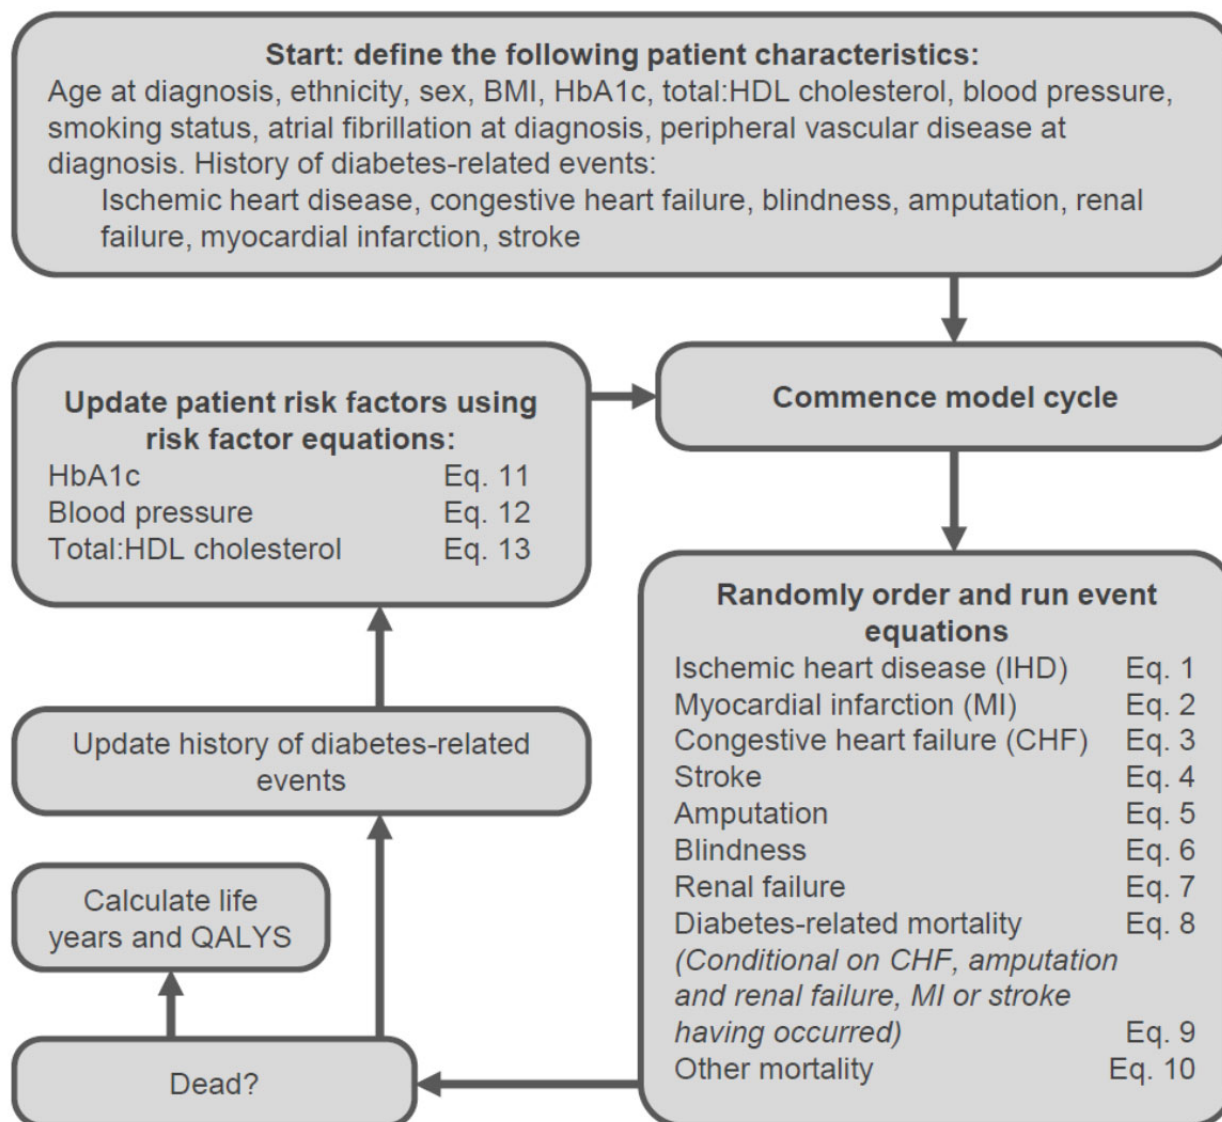 Start: define the following patient characteristics:
Age at diagnosis, ethnicity, sex, BMI, HbA1c, total:HDL cholesterol, blood pressure,
smoking status, atrial fibrillation at diagnosis, peripheral vascular disease at
diagnosis. History of diabetes-related events:
Ischemic heart disease, congestive heart failure, blindness, amputation, renal
failure, myocardial infarction, stroke
Update patient risk factors using
risk factor equations:
HbA1c Eq. 11
Blood pressure Eq. 12
Total:HDL cholesterol Eq. 13
Commence model cycle
Randomly order and run event
equations
Ischemic heart disease (IHD) Eq. 1
Myocardial infarction (MI) Eq. 2
Congestive heart failure (CHF) Eq. 3
Stroke Eq. 4
Amputation Eq. 5
Blindness Eq. 6
Renal failure Eq. 7
Diabetes-related mortality Eq. 8
(Conditional on CHF, amputation
and renal failure, MI or stroke
having occurred) Eq. 9
Other mortality Eq. 10
Update history of diabetes-related
events
Calculate life
years and QALYS
Dead?